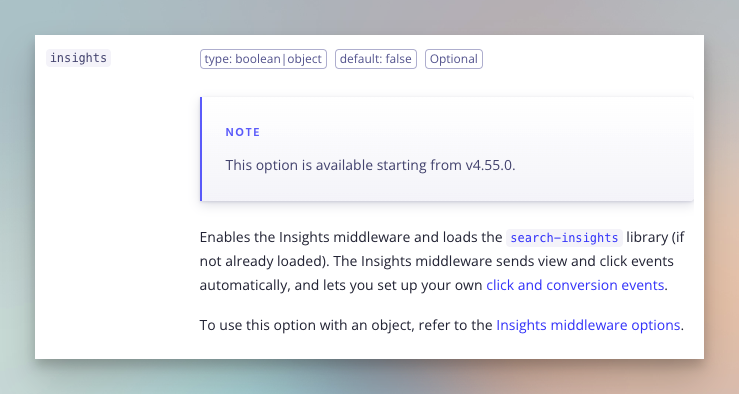 insights
type: boolean|object default: false Optional
NOTE
This option is available starting from v4.55.0.
Enables the Insights middleware and loads the search-insights library (if
not already loaded). The Insights middleware sends view and click events
automatically, and lets you set up your own click and conversion events.
To use this option with an object, refer to the Insights middleware options.